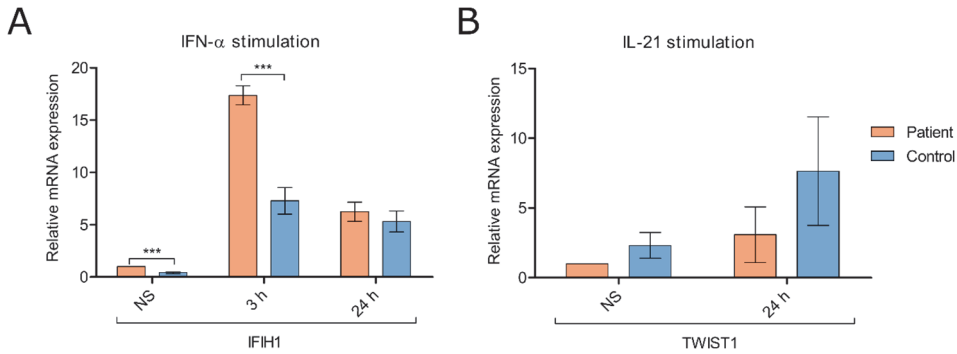 A
IFN-α stimulation
Relative mRNA expression
20
15
10
5
0
***
***
NS
3 h
24 h
IFIH1
B
IL-21 stimulation
Relative mRNA expression
15
10
5
0
NS
24 h
TWIST1
Patient
Control